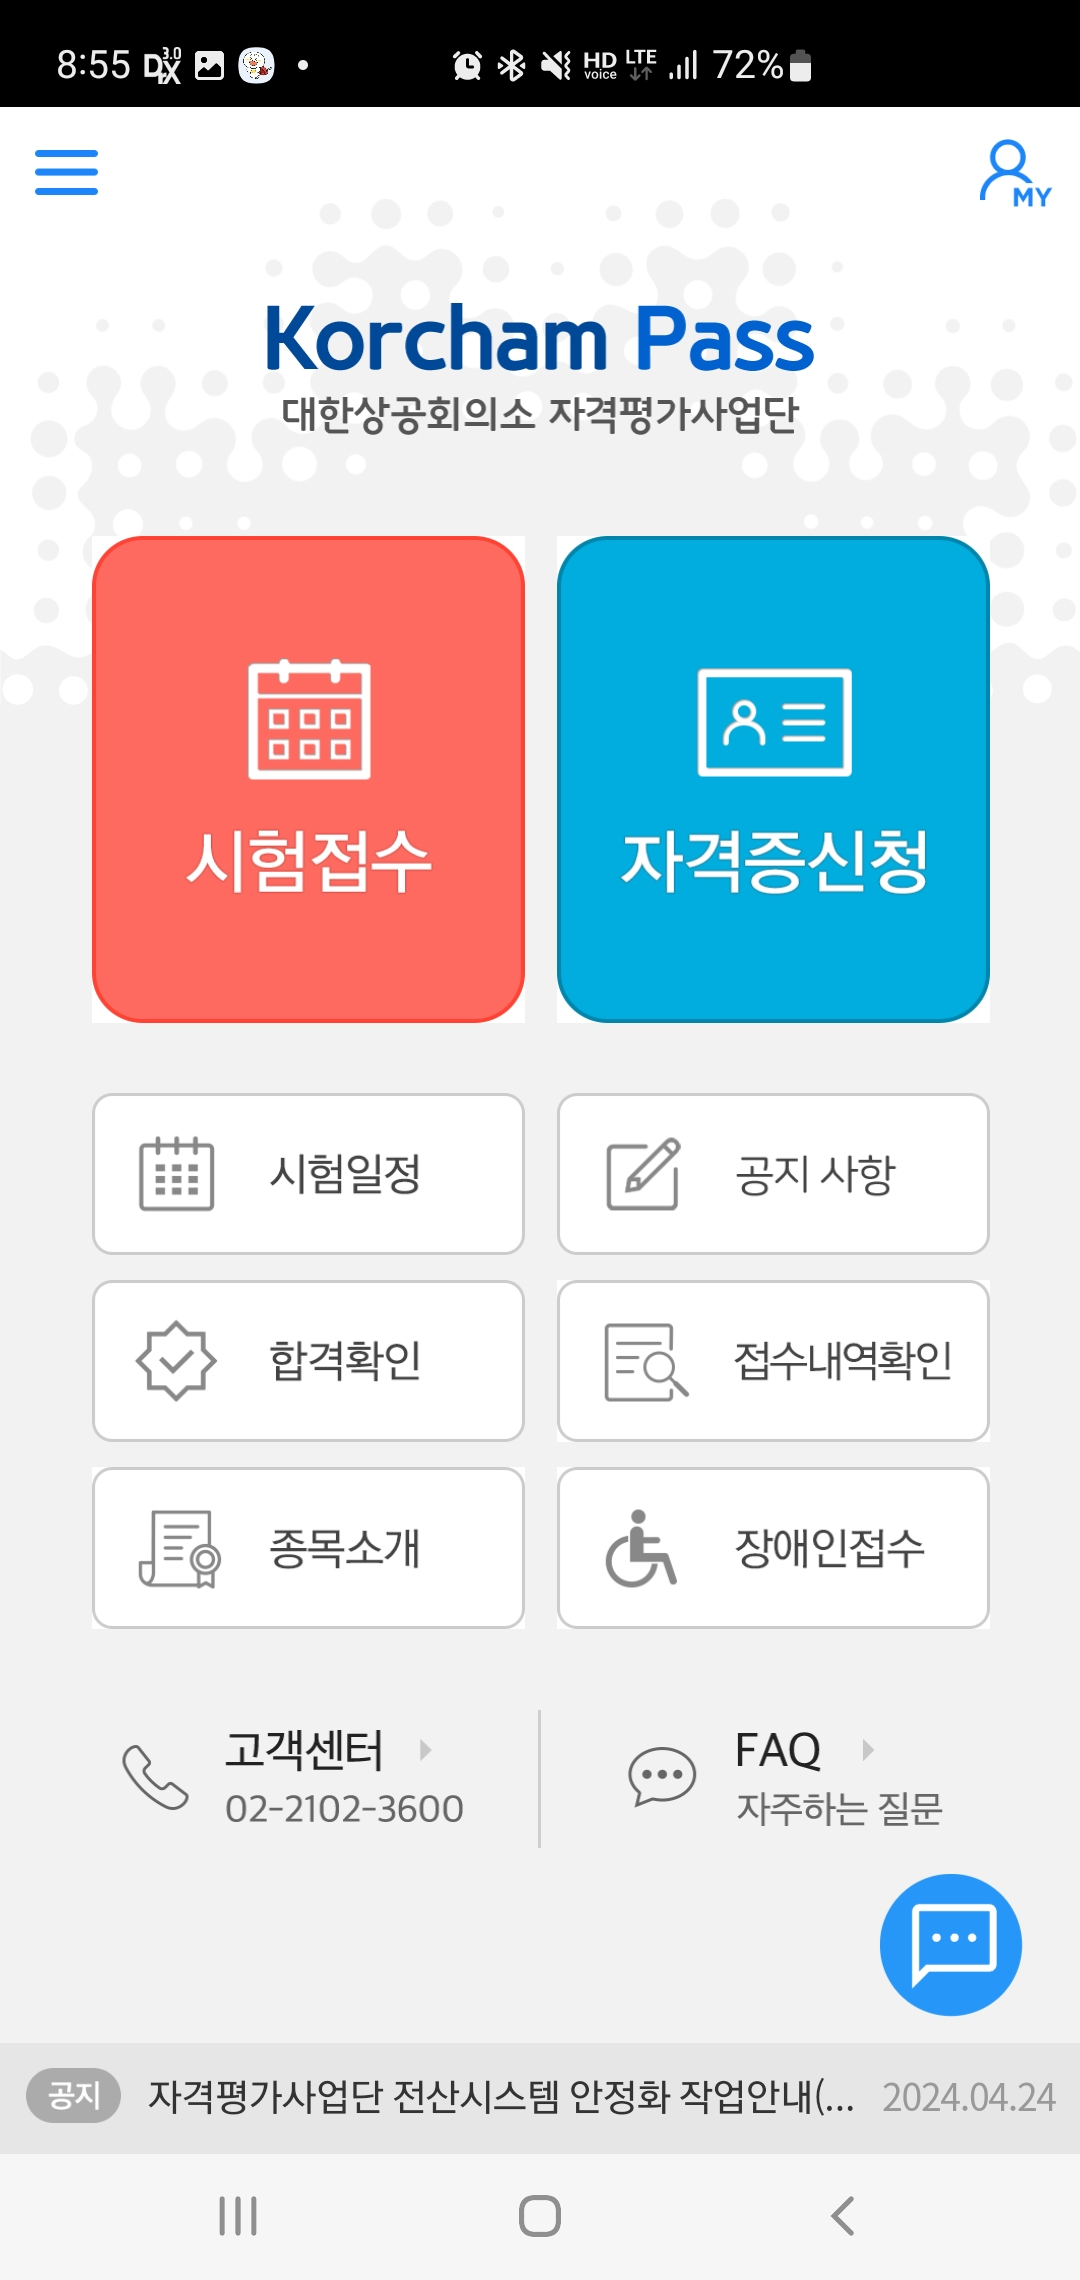 8:55
HD voice LTE 72%
MY
Korcham Pass
대한상공회의소 자격평가사업단
시험접수
자격증신청
시험일정
공지 사항
합격확인
접수내역확인
종목소개
장애인접수
고객센터
02-2102-3600
FAQ
자주하는 질문
공지 자격평가사업단 전산시스템 안정화 작업안내(... 2024.04.24